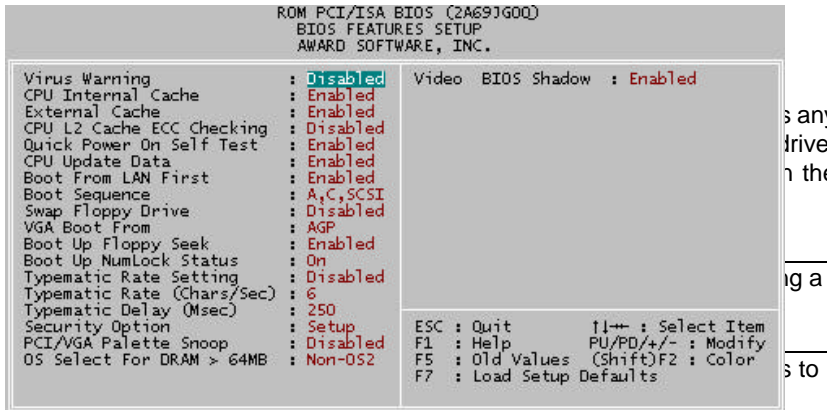 ROM PCI/ISA BIOS (2A69JG0Q)
BIOS FEATURES SETUP
AWARD SOFTWARE, INC.
Virus Warning : Disabled
CPU Internal Cache : Enabled
External Cache : Enabled
CPU L2 Cache ECC Checking : Disabled
Quick Power On Self Test : Enabled
CPU Update Data : Enabled
Boot From LAN First : Enabled
Boot Sequence : A,C,SCSI
Swap Floppy Drive : Disabled
VGA Boot From : AGP
Boot Up Floppy Seek : Enabled
Boot Up NumLock Status : On
Typematic Rate Setting : Disabled
Typematic Rate (Chars/Sec) : 6
Typematic Delay (Msec) : 250
Security Option : Setup
PCI/VGA Palette Snoop : Disabled
OS Select For DRAM > 64MB : Non-OS2
Video BIOS Shadow : Enabled
ESC : Quit ↑↓→← : Select Item
F1 : Help PU/PD/+/- : Modify
F5 : Old Values (Shift)F2 : Color
F7 : Load Setup Defaults
s any
drive
n the
ng a
s to